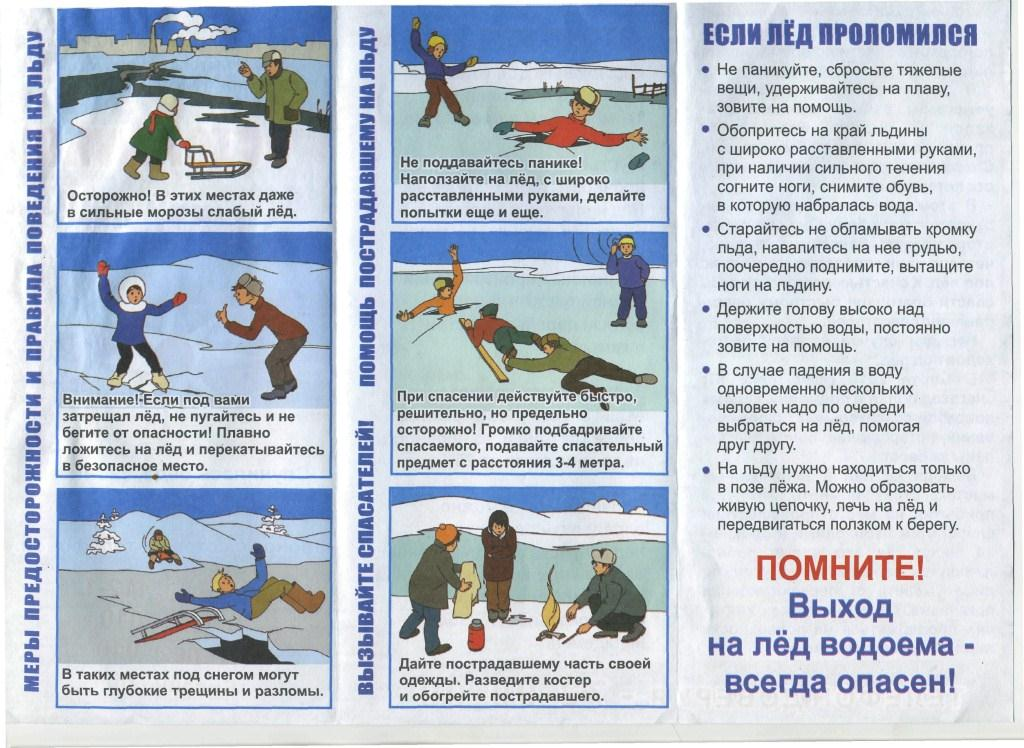 МЕРЫ ПРЕДОСТОРОЖНОСТИ И ПРАВИЛА ПОВЕДЕНИЯ НА ЛЬДУ
Осторожно! В этих местах даже
в сильные морозы слабый лёд.
Внимание! Если под вами
затрещал лёд, не пугайтесь и не
бегите от опасности! Плавно
ложитесь на лёд и перекатывайтесь
в безопасное место.
В таких местах под снегом могут
быть глубокие трещины и разломы.
ВЫЗЫВАЙТЕ СПАСАТЕЛЕЙ! ПОМОЩЬ ПОСТРАДАВШЕМУ НА ЛЬДУ
Не поддавайтесь панике!
Наползайте на лёд, с широко
расставленными руками, делайте
попытки еще и еще.
При спасении действуйте быстро,
решительно, но предельно
осторожно! Громко подбадривайте
спасаемого, подавайте спасательный
предмет с расстояния 3-4 метра.
Дайте пострадавшему часть своей
одежды. Разведите костер
и обогрейте пострадавшего.
ЕСЛИ ЛЁД ПРОЛОМИЛСЯ
• Не паникуйте, сбросьте тяжелые
вещи, удерживайтесь на плаву,
зовите на помощь.
• Обопритесь на край льдины
с широко расставленными руками,
при наличии сильного течения
согните ноги, снимите обувь,
в которую набралась вода.
• Старайтесь не обламывать кромку
льда, навалитесь на нее грудью,
поочередно поднимите, вытащите
ноги на льдину.
• Держите голову высоко над
поверхностью воды, постоянно
зовите на помощь.
• В случае падения в воду
одновременно нескольких
человек надо по очереди
выбраться на лёд, помогая
друг другу.
• На льду нужно находиться только
в позе лёжа. Можно образовать
живую цепочку, лечь на лёд и
передвигаться ползком к берегу.
ПОМНИТЕ!
Выход
на лёд водоема -
всегда опасен!